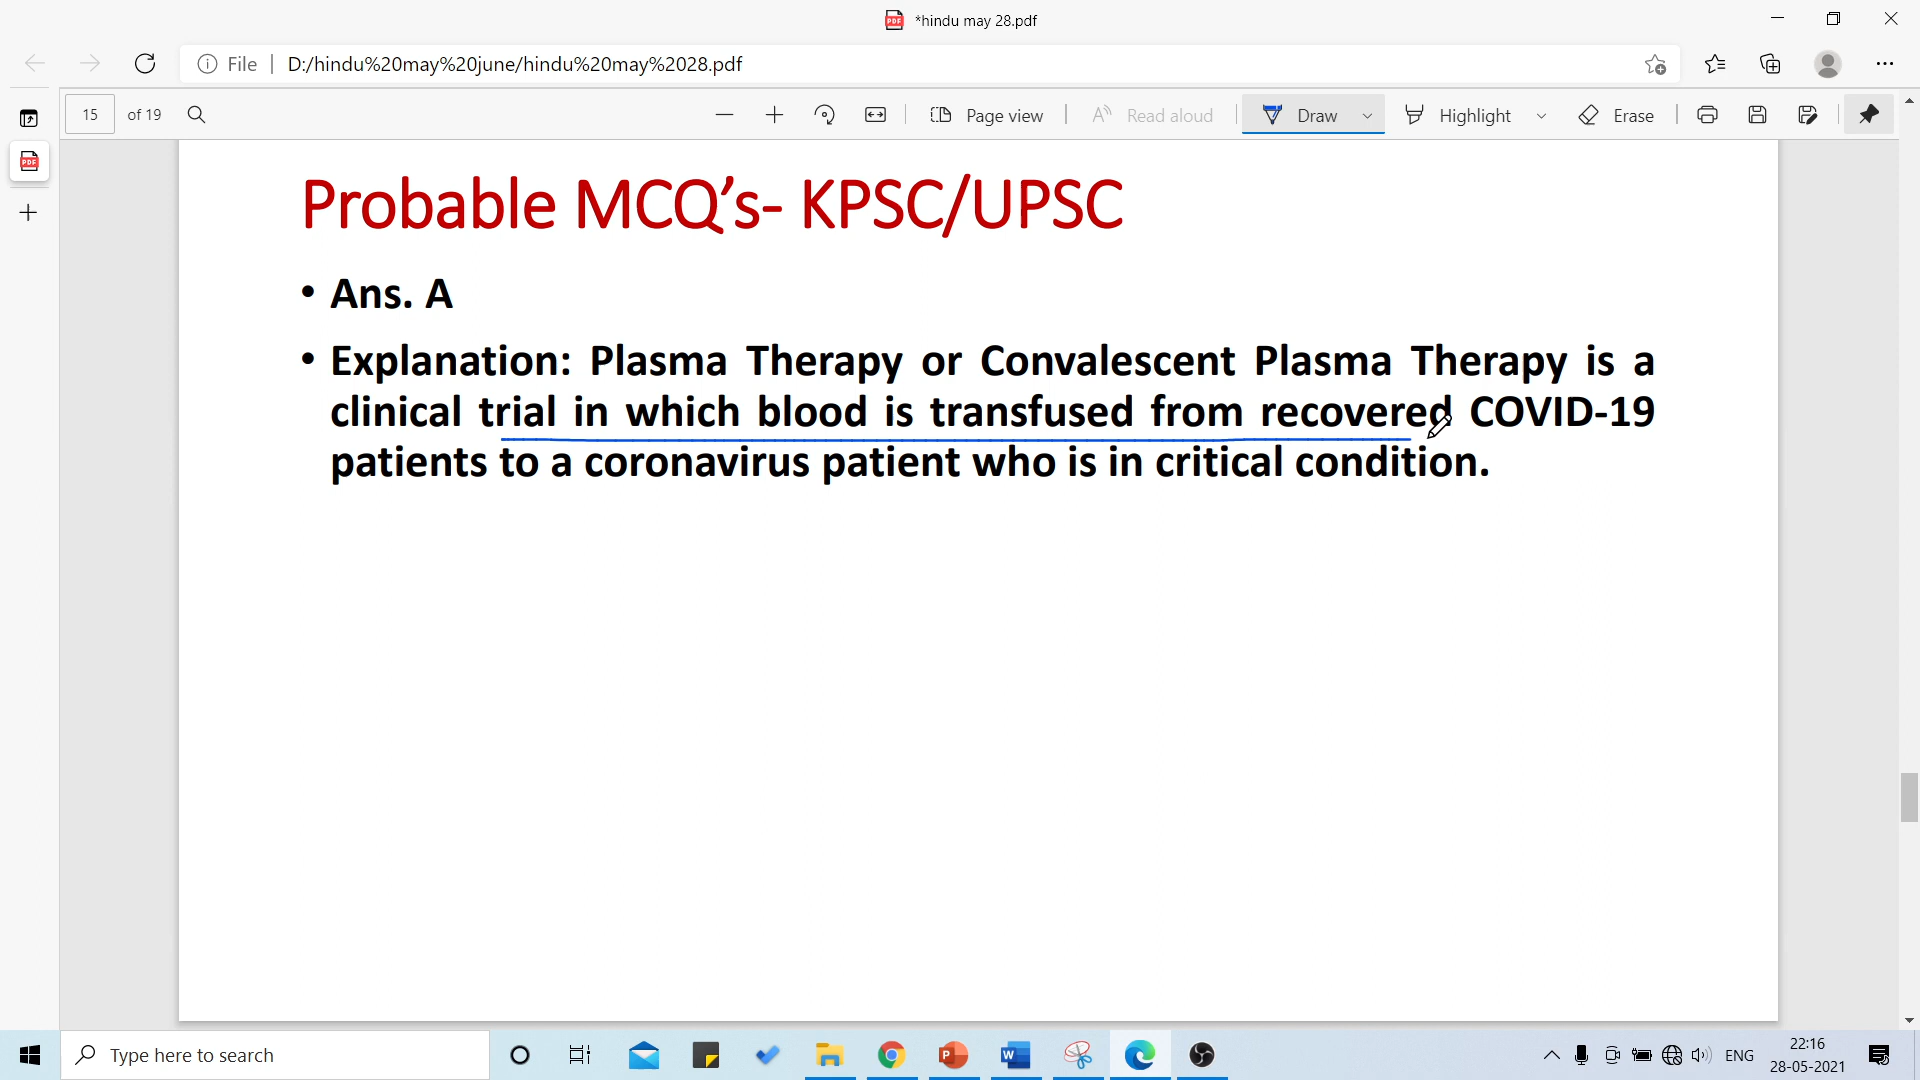 *hindu may 28.pdf
File D:/hindu%20may%20june/hindu%20may%2028.pdf
15 of 19 Page view Read aloud Draw Highlight Erase
Probable MCQ’s- KPSC/UPSC
• Ans. A
• Explanation: Plasma Therapy or Convalescent Plasma Therapy is a
clinical trial in which blood is transfused from recovered COVID-19
patients to a coronavirus patient who is in critical condition.
Type here to search
ENG
22:16
28-05-2021